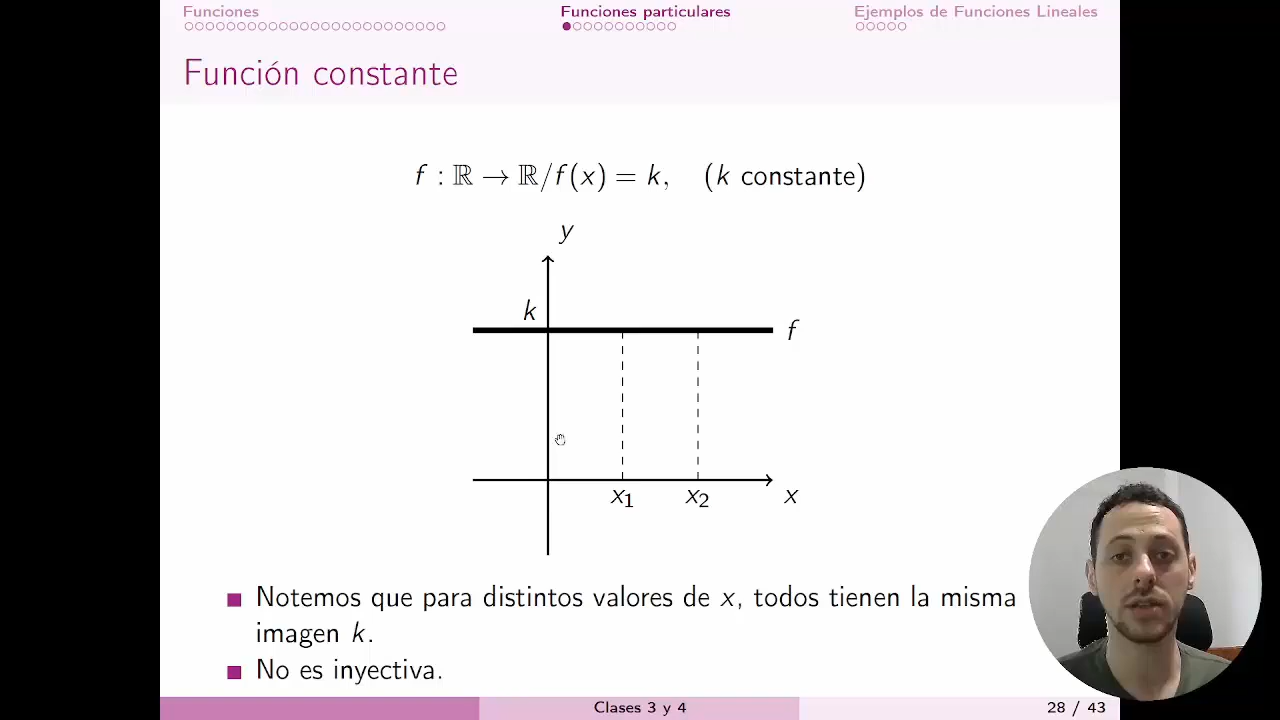 Funciones
Funciones particulares
Ejemplos de Funciones Lineales
Función constante
f : ℝ → ℝ/f(x) = k, (k constante)
y
k
f
x₁
x₂
x
Notemos que para distintos valores de x, todos tienen la misma
imagen k.
No es inyectiva.
Clases 3 y 4
28 / 43